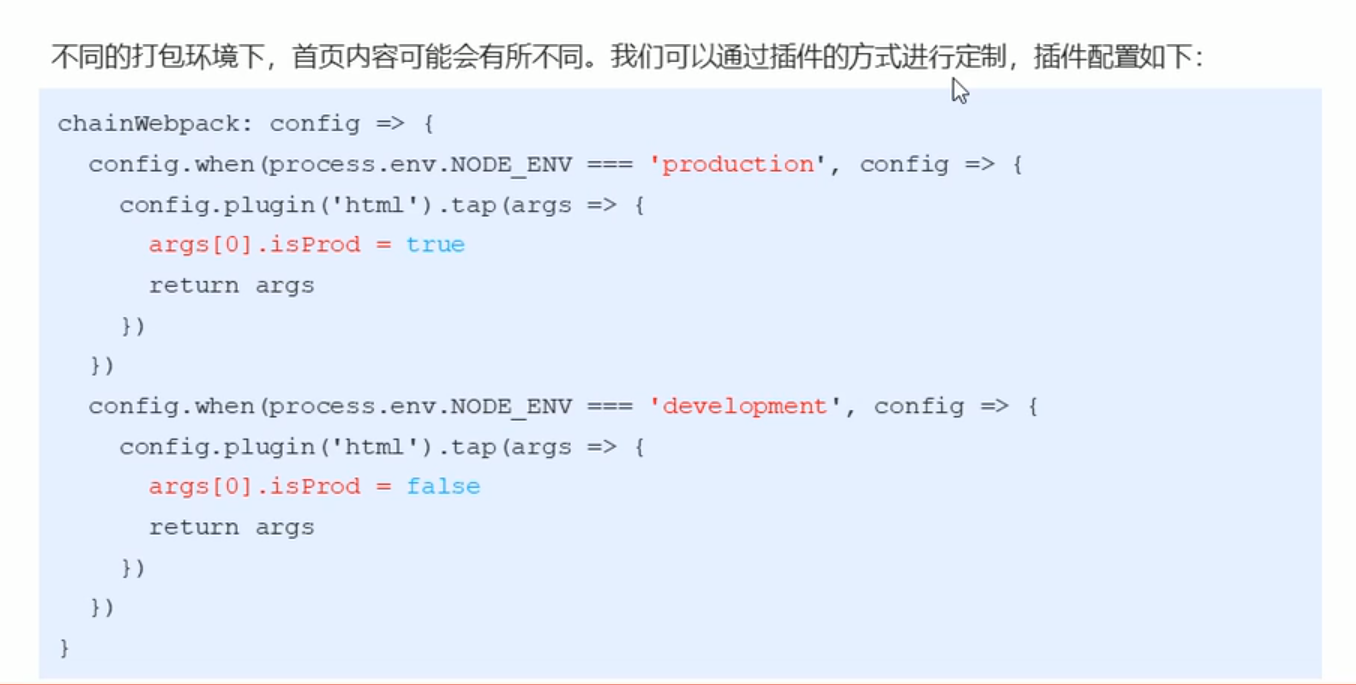 不同的打包环境下，首页内容可能会有所不同。我们可以通过插件的方式进行定制，插件配置如下：
chainWebpack: config => {
  config.when(process.env.NODE_ENV === 'production', config => {
    config.plugin('html').tap(args => {
      args[0].isProd = true
      return args
    })
  })
  config.when(process.env.NODE_ENV === 'development', config => {
    config.plugin('html').tap(args => {
      args[0].isProd = false
      return args
    })
  })
}